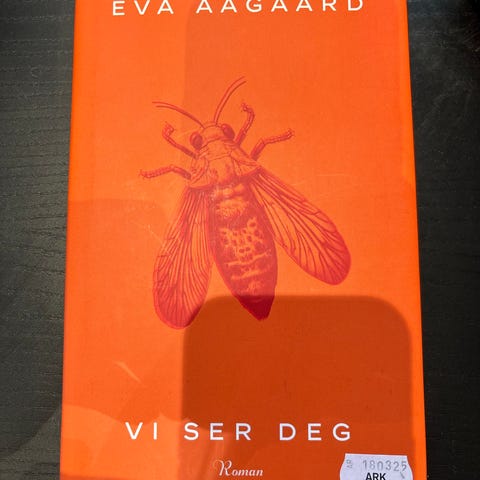 EVA AAGAARD
VI SER DEG
Roman
180325
ARK